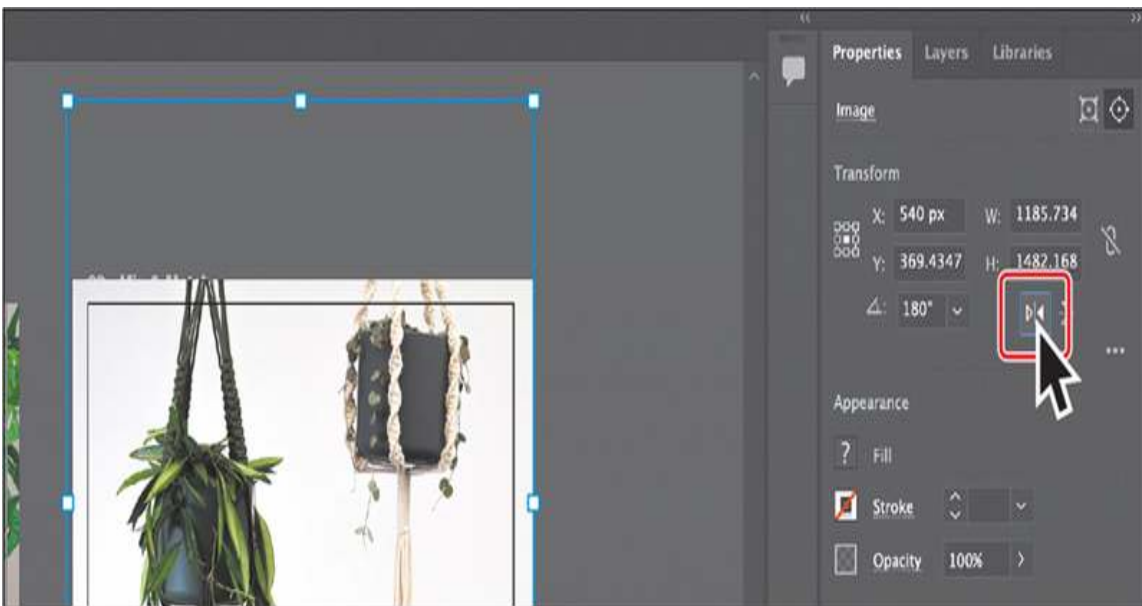 Properties Layers Libraries
Image
Transform
X: 540 px W: 1185.734
Y: 369.4347 H: 1482.168
180°
Appearance
? Fill
Stroke
Opacity 100%